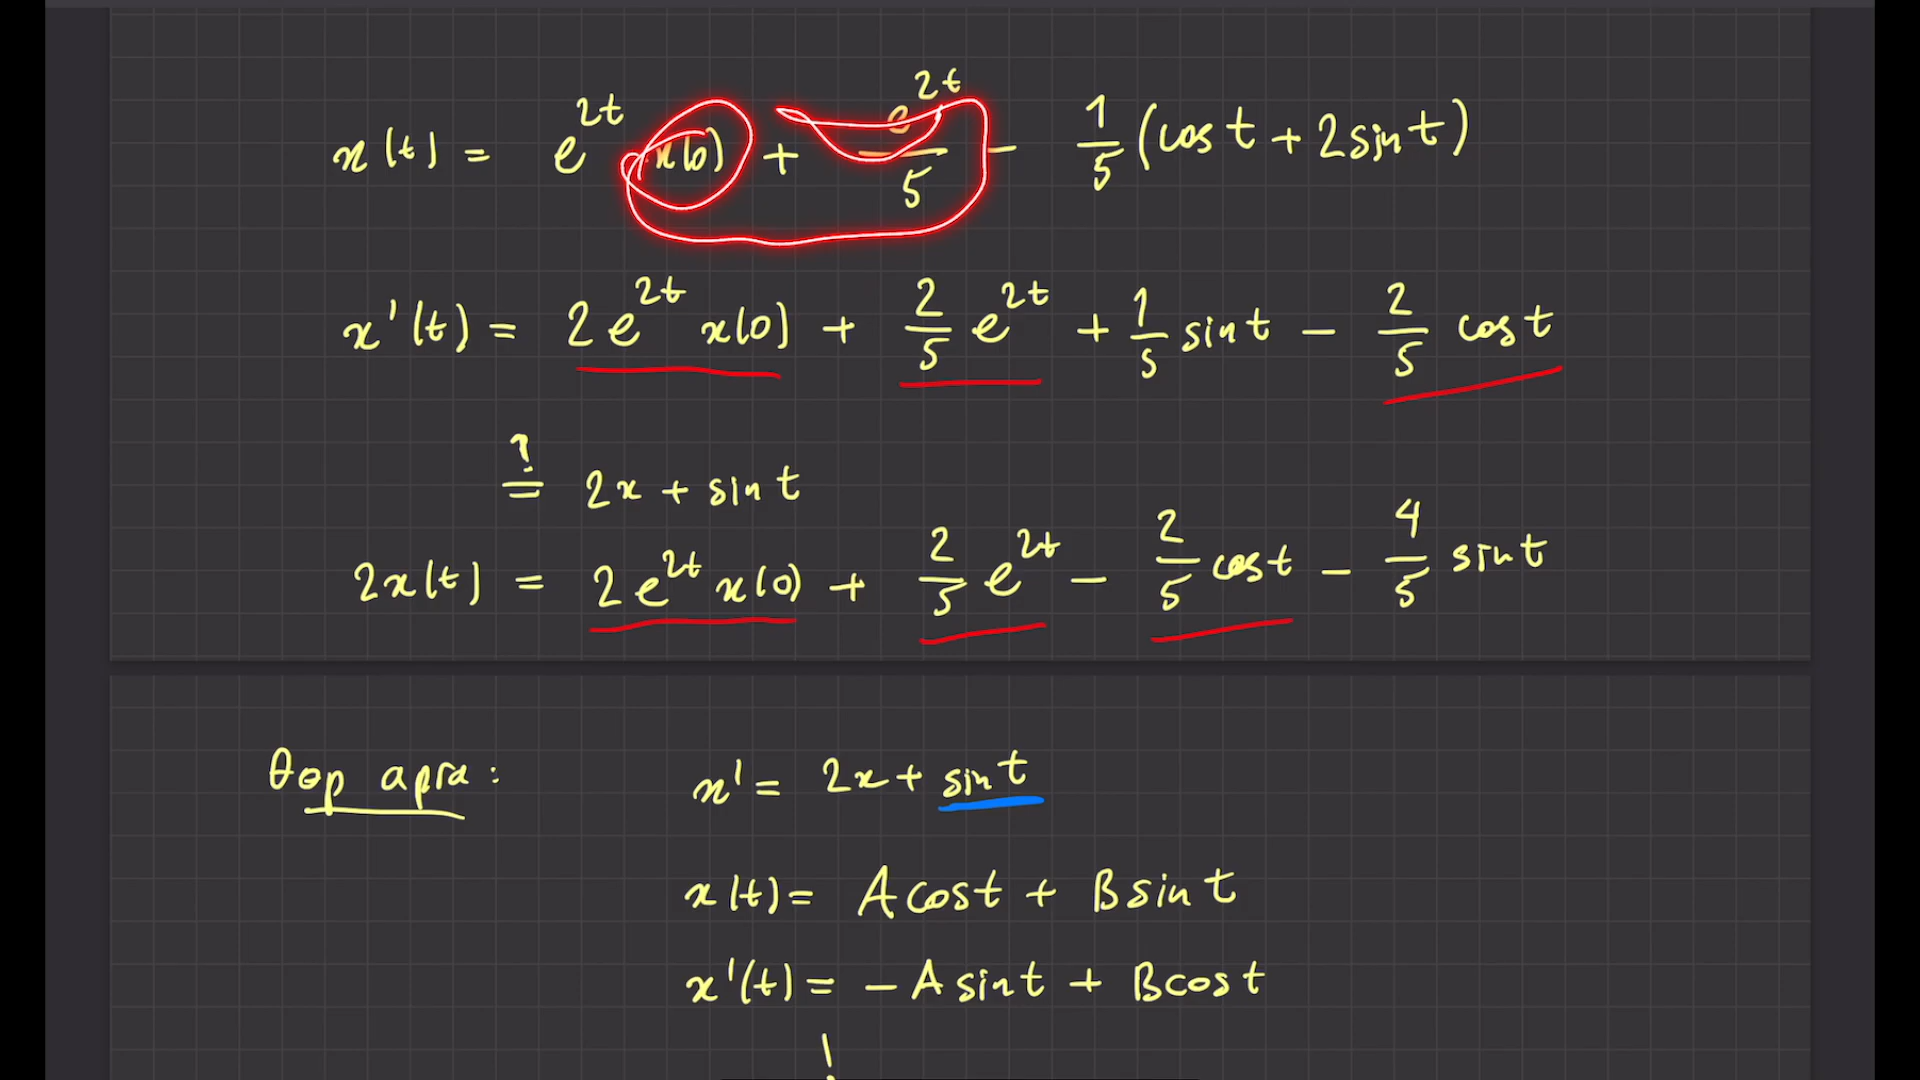 x(t) = e^{2t} x(0) + e^{2t}/5 - 1/5 (cos t + 2 sin t)
x'(t) = 2e^{2t} x(0) + 2/5 e^{2t} + 1/5 sin t - 2/5 cos t
?= 2x + sin t
2x(t) = 2e^{2t} x(0) + 2/5 e^{2t} - 2/5 cos t - 4/5 sin t
Өөр арга: x' = 2x + sin t
x(t) = A cos t + B sin t
x'(t) = - A sin t + B cos t
!